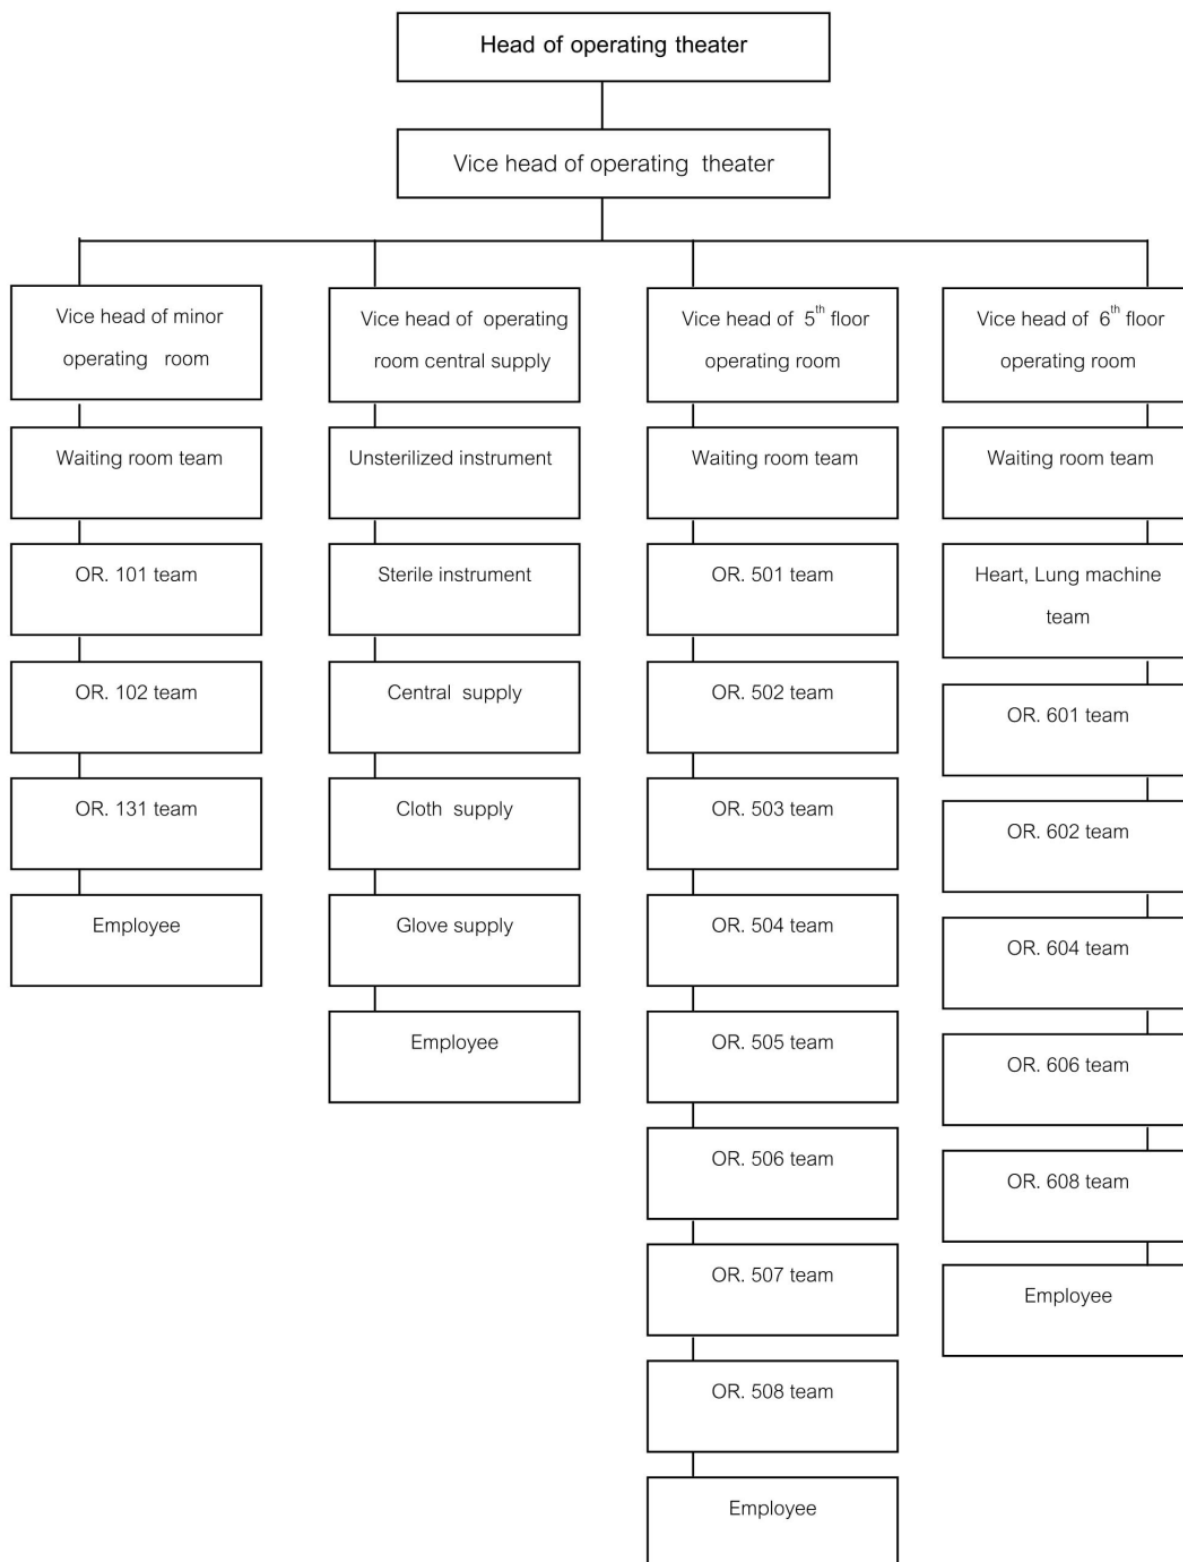 Head of operating theater
Vice head of operating theater
Vice head of minor
operating room
Waiting room team
OR. 101 team
OR. 102 team
OR. 131 team
Employee
Vice head of operating
room central supply
Unsterilized instrument
Sterile instrument
Central supply
Cloth supply
Glove supply
Employee
Vice head of 5th floor
operating room
Waiting room team
OR. 501 team
OR. 502 team
OR. 503 team
OR. 504 team
OR. 505 team
OR. 506 team
OR. 507 team
OR. 508 team
Employee
Vice head of 6th floor
operating room
Waiting room team
Heart, Lung machine
team
OR. 601 team
OR. 602 team
OR. 604 team
OR. 606 team
OR. 608 team
Employee